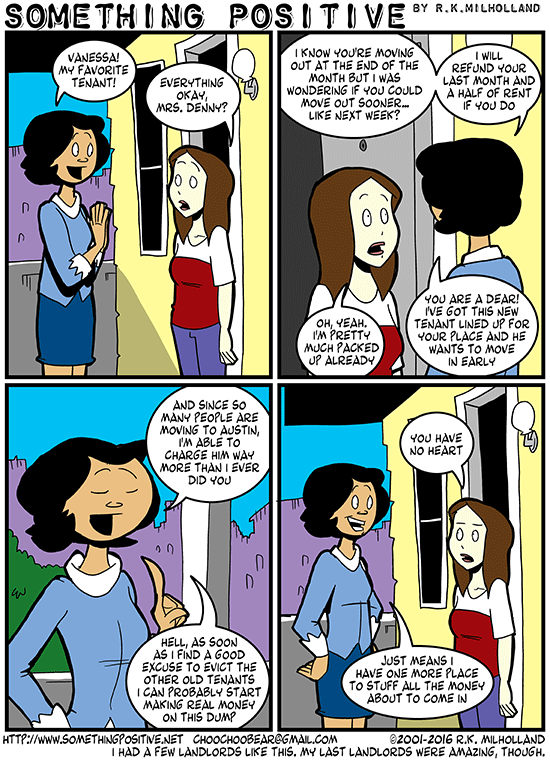 SOMETHING POSITIVE BY R.K.MILHOLLAND
VANESSA!
MY FAVORITE
TENANT!
EVERYTHING
OKAY,
MRS. DENNY?
I KNOW YOU'RE MOVING
OUT AT THE END OF THE
MONTH BUT I WAS
WONDERING IF YOU COULD
MOVE OUT SOONER...
LIKE NEXT WEEK?
I WILL
REFUND YOUR
LAST MONTH AND
A HALF OF RENT
IF YOU DO
OH, YEAH.
I'M PRETTY
MUCH PACKED
UP ALREADY
YOU ARE A DEAR!
I'VE GOT THIS NEW
TENANT LINED UP FOR
YOUR PLACE AND HE
WANTS TO MOVE
IN EARLY
AND SINCE SO
MANY PEOPLE ARE
MOVING TO AUSTIN,
I'M ABLE TO
CHARGE HIM WAY
MORE THAN I EVER
DID YOU
HELL, AS SOON
AS I FIND A GOOD
EXCUSE TO EVICT THE
OTHER OLD TENANTS
I CAN PROBABLY START
MAKING REAL MONEY
ON THIS DUMP
YOU HAVE
NO HEART
JUST MEANS I
HAVE ONE MORE PLACE
TO STUFF ALL THE MONEY
ABOUT TO COME IN
HTTP://WWW.SOMETHINGPOSITIVE.NET CHOOCHOOBEAR@GMAIL.COM ©2001-2016 R.K. MILHOLLAND
I HAD A FEW LANDLORDS LIKE THIS. MY LAST LANDLORDS WERE AMAZING, THOUGH.